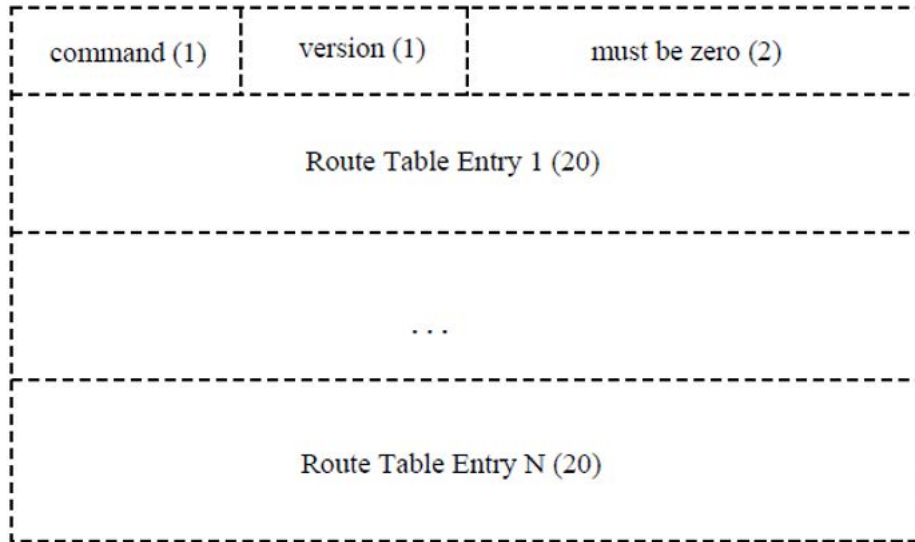 command (1) version (1) must be zero (2)
Route Table Entry 1 (20)
. . .
Route Table Entry N (20)